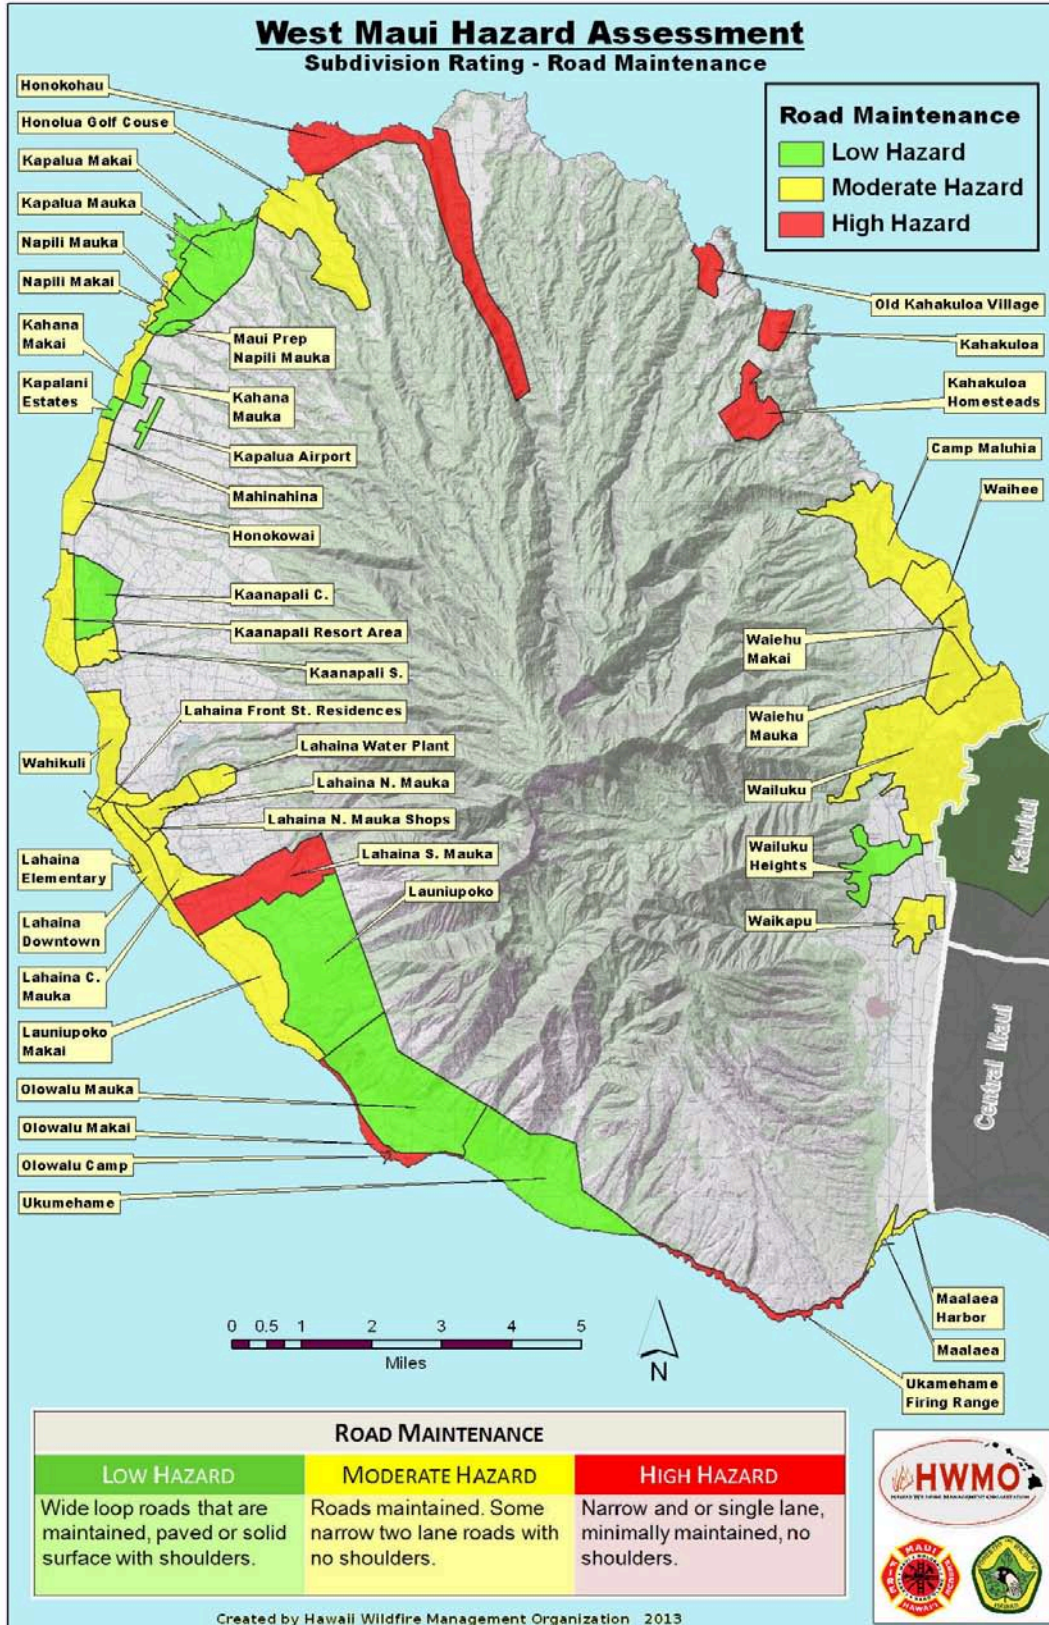 West Maui Hazard Assessment
Subdivision Rating - Road Maintenance
Road Maintenance
Low Hazard
Moderate Hazard
High Hazard
Honokohau
Honolua Golf Couse
Kapalua Makai
Kapalua Mauka
Napili Mauka
Napili Makai
Kahana
Makai
Kapalani
Estates
Maui Prep
Napili Mauka
Kahana
Mauka
Kapalua Airport
Mahinahina
Honokowai
Kaanapali C.
Kaanapali Resort Area
Kaanapali S.
Lahaina Front St. Residences
Lahaina Water Plant
Wahikuli
Lahaina N. Mauka
Lahaina N. Mauka Shops
Lahaina S. Mauka
Launiupoko
Lahaina
Elementary
Lahaina
Downtown
Lahaina C.
Mauka
Launiupoko
Makai
Olowalu Mauka
Olowalu Makai
Olowalu Camp
Ukumehame
Old Kahakuloa Village
Kahakuloa
Kahakuloa
Homesteads
Camp Maluhia
Waihee
Waiehu
Makai
Waiehu
Mauka
Wailuku
Wailuku
Heights
Waikapu
Kahului
Central Maui
Maalaea
Harbor
Maalaea
Ukamehame
Firing Range
0 0.5 1 2 3 4 5
Miles
N
ROAD MAINTENANCE
LOW HAZARD
MODERATE HAZARD
HIGH HAZARD
Wide loop roads that are
maintained, paved or solid
surface with shoulders.
Roads maintained. Some
narrow two lane roads with
no shoulders.
Narrow and or single lane,
minimally maintained, no
shoulders.
HWMO
MAUI
FIRE
HAWAII
Created by Hawaii Wildfire Management Organization 2013